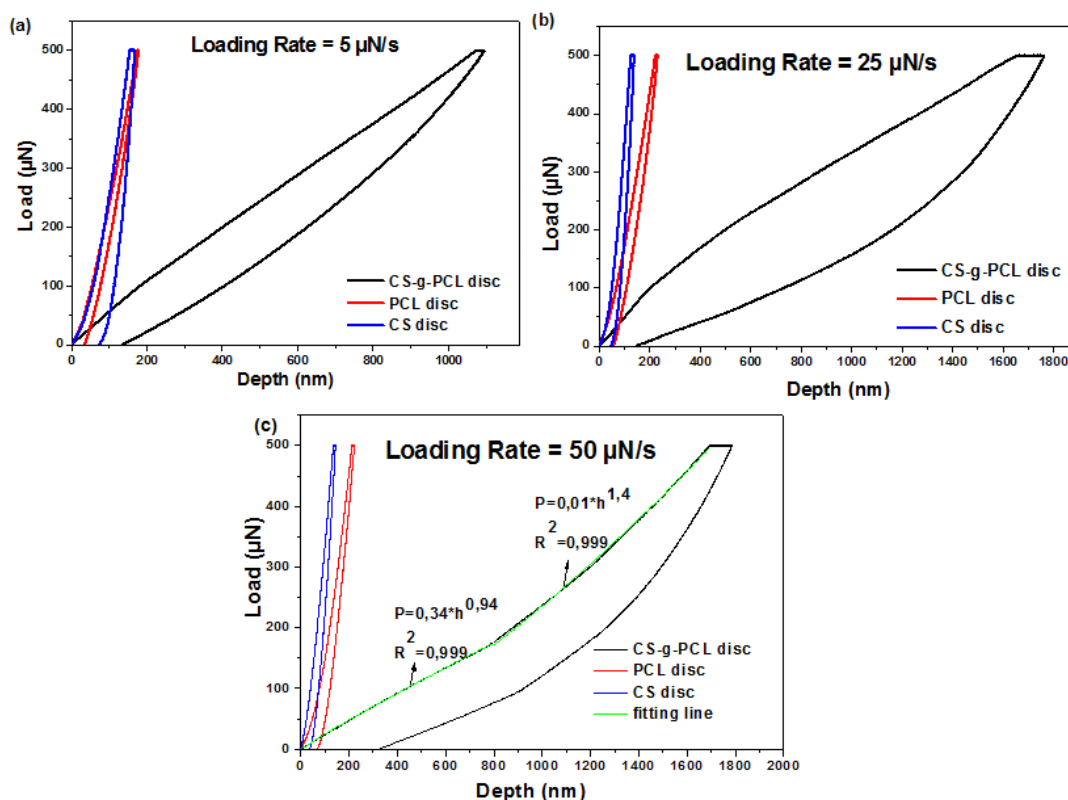 (a)
Loading Rate = 5 µN/s
Load (µN)
500
400
300
200
100
0
CS-g-PCL disc
PCL disc
CS disc
0 200 400 600 800 1000
Depth (nm)
(b)
Loading Rate = 25 µN/s
Load (µN)
500
400
300
200
100
0
CS-g-PCL disc
PCL disc
CS disc
0 200 400 600 800 1000 1200 1400 1600 1800
Depth (nm)
(c)
Loading Rate = 50 µN/s
Load (µN)
500
400
300
200
100
0
P=0,01*h^1,4
R^2=0,999
P=0,34*h^0,94
R^2=0,999
CS-g-PCL disc
PCL disc
CS disc
fitting line
0 200 400 600 800 1000 1200 1400 1600 1800 2000
Depth (nm)